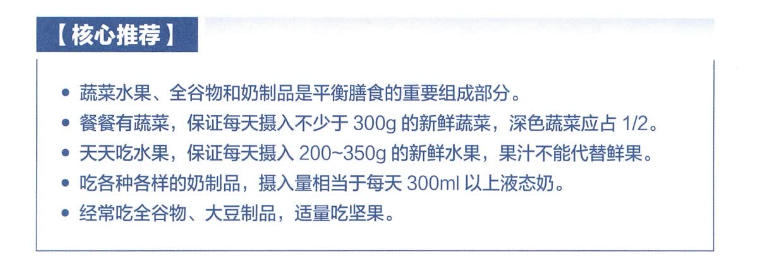 【核心推荐】
• 蔬菜水果、全谷物和奶制品是平衡膳食的重要组成部分。
• 餐餐有蔬菜，保证每天摄入不少于 300g 的新鲜蔬菜，深色蔬菜应占 1/2。
• 天天吃水果，保证每天摄入 200~350g 的新鲜水果，果汁不能代替鲜果。
• 吃各种各样的奶制品，摄入量相当于每天 300ml 以上液态奶。
• 经常吃全谷物、大豆制品，适量吃坚果。